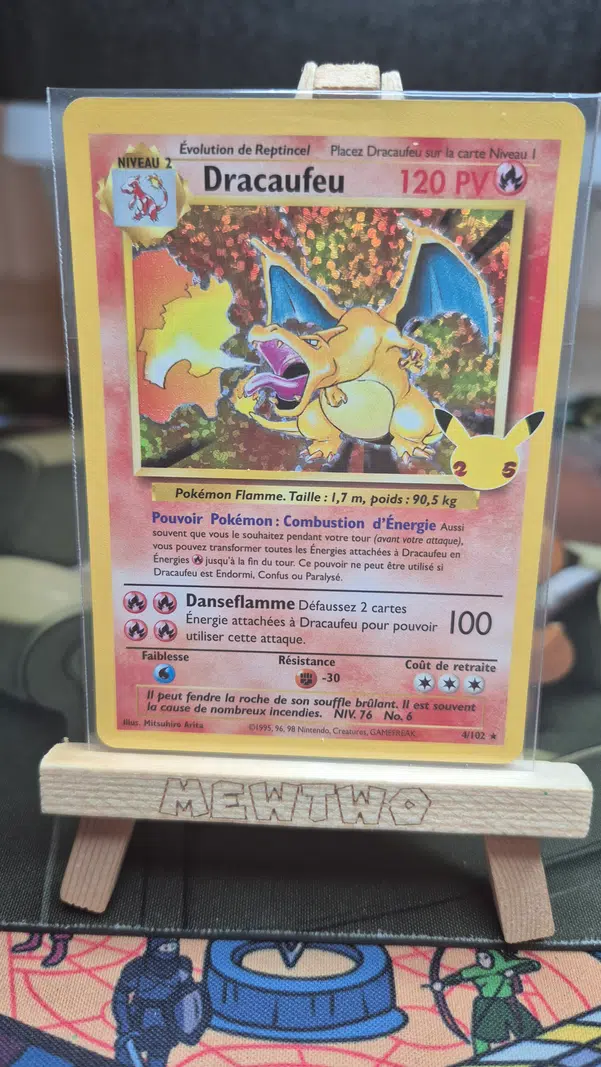 Évolution de Reptincel Placez Dracaufeu sur la carte Niveau 1
NIVEAU 2
Dracaufeu 120 PV
25
Pokémon Flamme. Taille : 1,7 m, poids : 90,5 kg
Pouvoir Pokémon : Combustion d'Énergie Aussi
souvent que vous le souhaitez pendant votre tour (avant votre attaque),
vous pouvez transformer toutes les Énergies attachées à Dracaufeu en
Énergies jusqu'à la fin du tour. Ce pouvoir ne peut être utilisé si
Dracaufeu est Endormi, Confus ou Paralysé.
Danseflamme Défaussez 2 cartes
Énergie attachées à Dracaufeu pour pouvoir 100
utiliser cette attaque.
Faiblesse Résistance Coût de retraite
-30
Il peut fendre la roche de son souffle brûlant. Il est souvent
la cause de nombreux incendies. NIV. 76 No. 6
Illus. Mitsuhiro Arita ©1995, 96, 98 Nintendo, Creatures, GAMEFREAK. 4/102 ★
MEWTWO